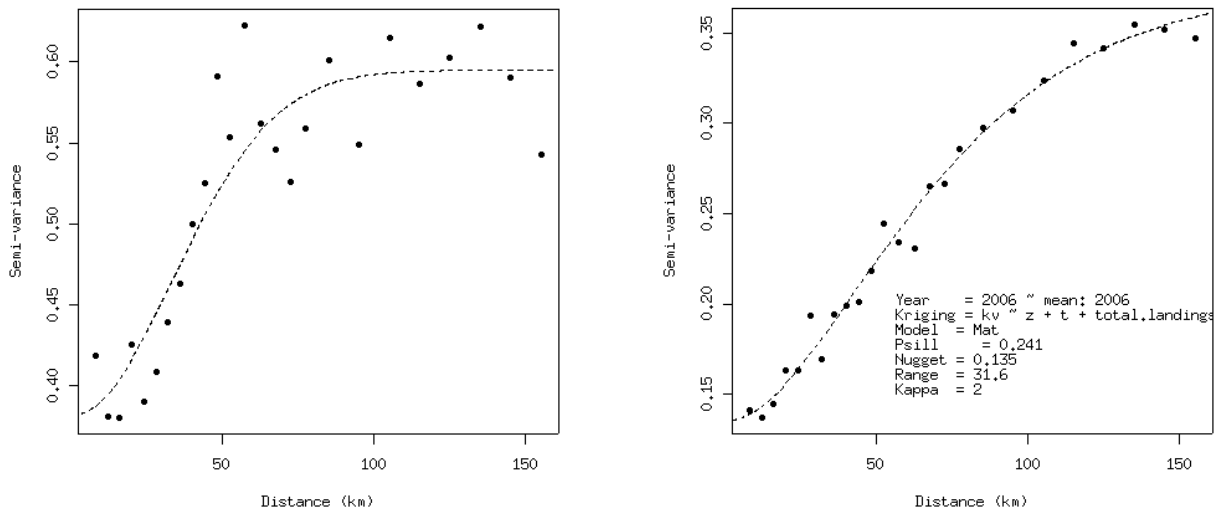 0.60
0.55
0.50
0.45
0.40
Semi-variance
50
100
150
Distance (km)
0.35
0.30
0.25
0.20
0.15
Semi-variance
Year = 2006 ~ mean: 2006
Kriging = kv ~ z + t + total.landings
Model = Mat
Psill = 0.241
Nugget = 0.135
Range = 31.6
Kappa = 2
50
100
150
Distance (km)